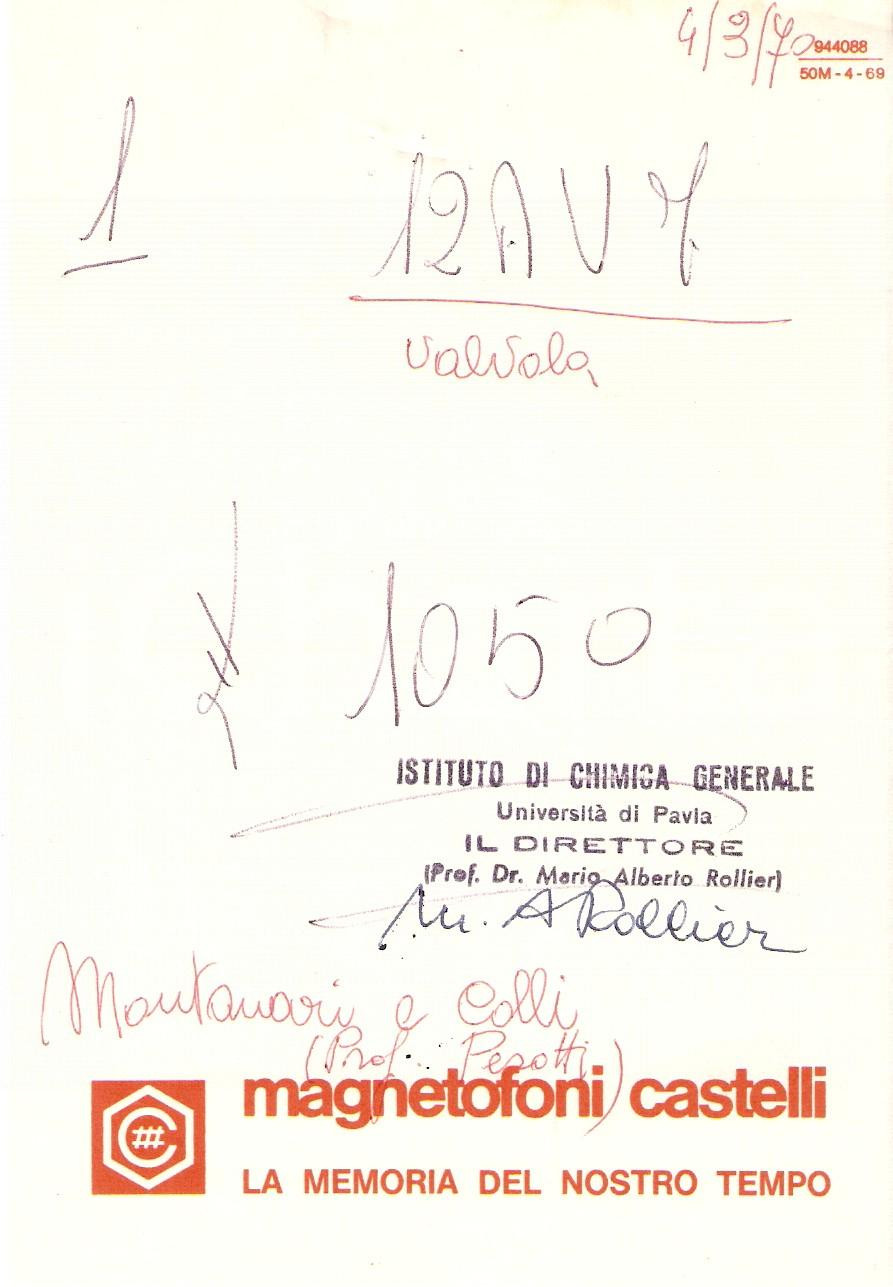 4/3/70
944088
50M - 4 - 69
1
12AV7
valvola
£ 1050
ISTITUTO DI CHIMICA GENERALE
Università di Pavia
IL DIRETTORE
(Prof. Dr. Mario Alberto Rollier)
M. A Rollier
Montanari e Colli
(Prof. Pesotti)
magnetofoni castelli
LA MEMORIA DEL NOSTRO TEMPO